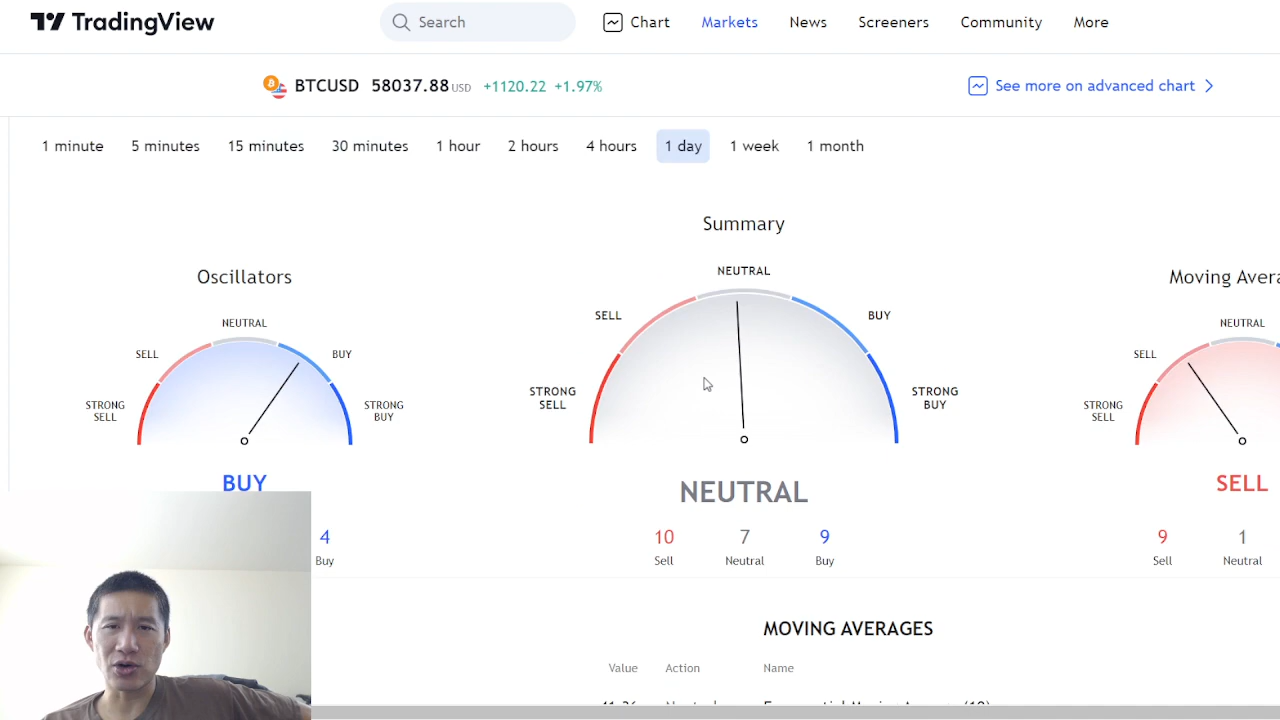 TradingView
Search
Chart
Markets
News
Screeners
Community
More
BTCUSD 58037.88 USD +1120.22 +1.97%
See more on advanced chart
1 minute
5 minutes
15 minutes
30 minutes
1 hour
2 hours
4 hours
1 day
1 week
1 month
Oscillators
NEUTRAL
SELL
BUY
STRONG
SELL
STRONG
BUY
BUY
4
Buy
Summary
NEUTRAL
SELL
BUY
STRONG
SELL
STRONG
BUY
NEUTRAL
10
7
9
Sell
Neutral
Buy
Moving Avera
NEUTRAL
SELL
STRONG
SELL
SELL
9
1
Sell
Neutral
MOVING AVERAGES
Value
Action
Name